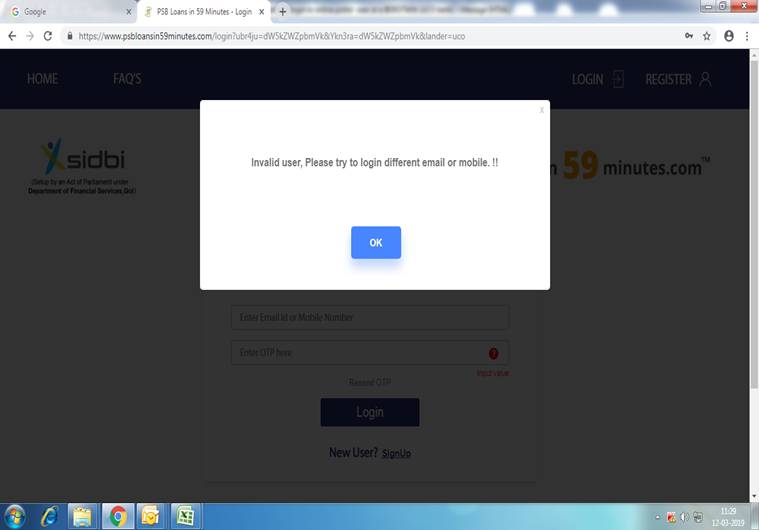 Google
PSB Loans in 59 Minutes - Login
https://www.psbloansin59minutes.com/login?ubr4ju=dW5kZWZpbmVk&Ykn3ra=dW5kZWZpbmVk&lander=uco
HOME FAQ'S LOGIN REGISTER
x
sidbi
(Setup by an Act of Parliament under
Department of Financial Services,GoI)
n 59 minutes.com™
Invalid user, Please try to login different email or mobile. !!
OK
Enter Email Id or Mobile Number
Enter OTP here
?
Input value
Resend OTP
Login
New User? SignUp
11:29
12-03-2019